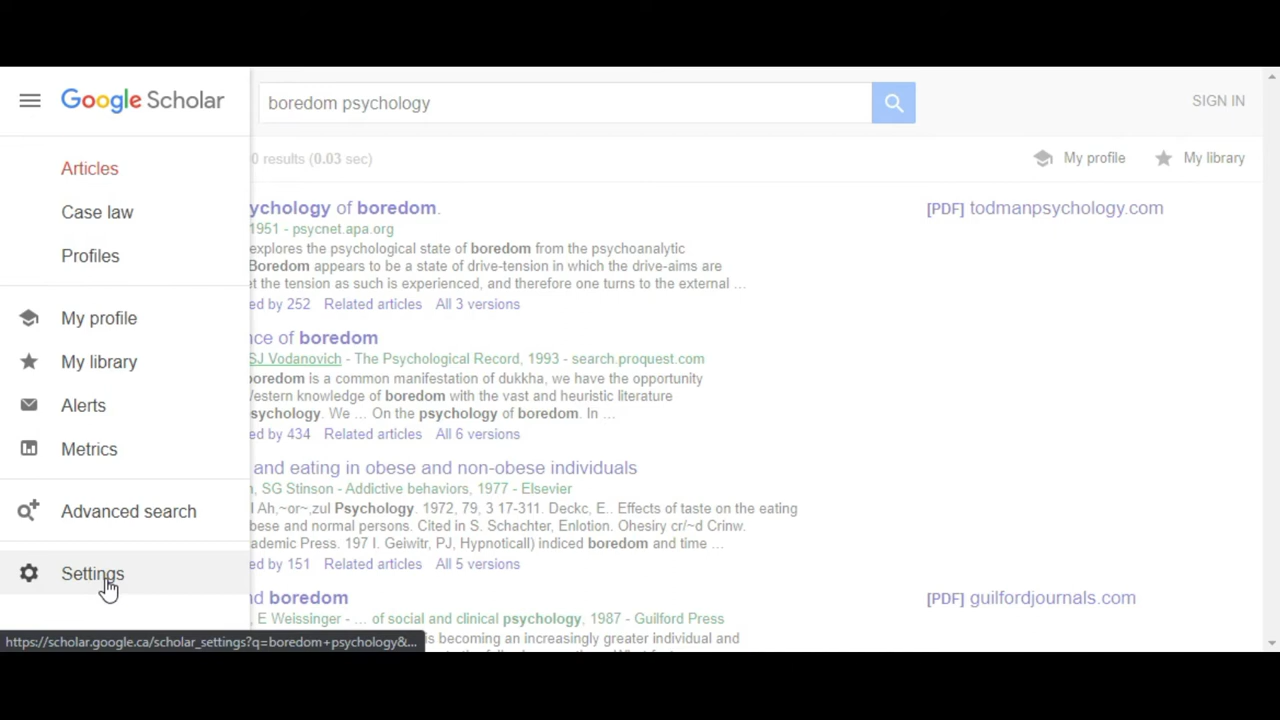 Google Scholar
boredom psychology
SIGN IN
Articles
Case law
Profiles
My profile
My library
Alerts
Metrics
Advanced search
Settings
0 results (0.03 sec)
My profile
My library
ychology of boredom.
1951 - psycnet.apa.org
explores the psychological state of boredom from the psychoanalytic
Boredom appears to be a state of drive-tension in which the drive-aims are
et the tension as such is experienced, and therefore one turns to the external ...
ed by 252 Related articles All 3 versions
[PDF] todmanpsychology.com
nce of boredom
SJ Vodanovich - The Psychological Record, 1993 - search.proquest.com
boredom is a common manifestation of dukkha, we have the opportunity
Western knowledge of boredom with the vast and heuristic literature
sychology. We ... On the psychology of boredom. In ...
ed by 434 Related articles All 6 versions
and eating in obese and non-obese individuals
, SG Stinson - Addictive behaviors, 1977 - Elsevier
l Ah,~or~,zul Psychology. 1972, 79, 3 17-311. Deckc, E.. Effects of taste on the eating
bese and normal persons. Cited in S. Schachter, Enlotion. Ohesiry cr/~d Crinw.
ademic Press. 197 I. Geiwitr, PJ, Hypnoticall) indiced boredom and time ...
ed by 151 Related articles All 5 versions
nd boredom
, E Weissinger - ... of social and clinical psychology, 1987 - Guilford Press
is becoming an increasingly greater individual and
[PDF] guilfordjournals.com
https://scholar.google.ca/scholar_settings?q=boredom+psychology&...